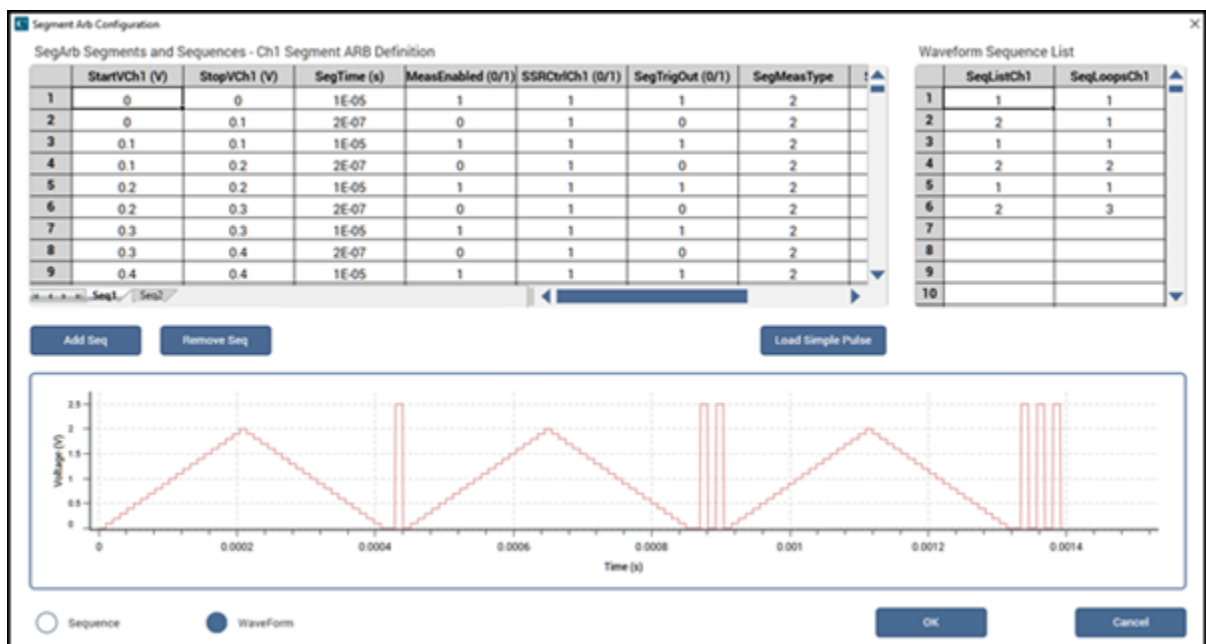 Segment Arb Configuration
SegArb Segments and Sequences - Ch1 Segment ARB Definition
StartVCh1 (V) StopVCh1 (V) SegTime (s) MeasEnabled (0/1) SSRCtrlCh1 (0/1) SegTrigOut (0/1) SegMeasType
1 0 0 1E-05 1 1 1 2
2 0 0.1 2E-07 0 1 0 2
3 0.1 0.1 1E-05 1 1 1 2
4 0.1 0.2 2E-07 0 1 0 2
5 0.2 0.2 1E-05 1 1 1 2
6 0.2 0.3 2E-07 0 1 0 2
7 0.3 0.3 1E-05 1 1 1 2
8 0.3 0.4 2E-07 0 1 0 2
9 0.4 0.4 1E-05 1 1 1 2
Seq1 Seq2
Waveform Sequence List
SeqListCh1 SeqLoopsCh1
1 1 1
2 2 1
3 1 1
4 2 2
5 1 1
6 2 3
7
8
9
10
Add Seq Remove Seq Load Simple Pulse
Voltage (V)
2.5
2
1.5
1
0.5
0
0 0.0002 0.0004 0.0006 0.0008 0.001 0.0012 0.0014
Time (s)
Sequence WaveForm OK Cancel